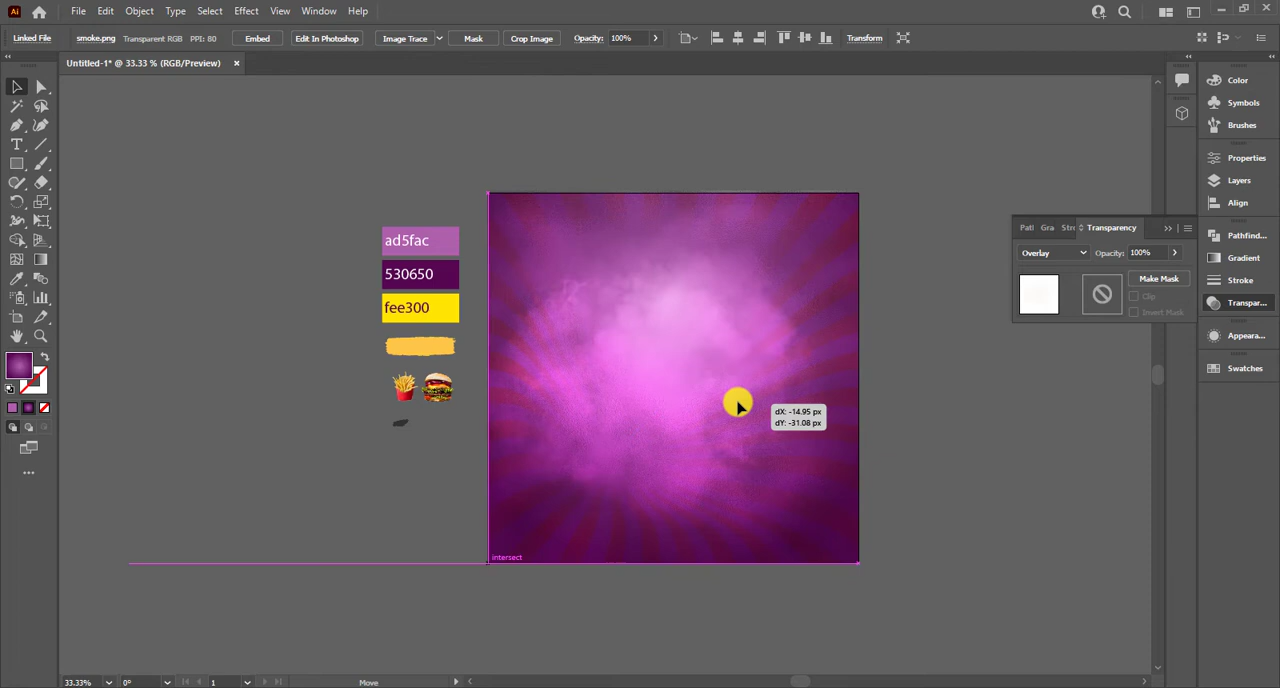 Ai
File Edit Object Type Select Effect View Window Help
Linked File smoke.png Transparent RGB PPI: 80 Embed Edit In Photoshop Image Trace Mask Crop Image Opacity: 100% Transform
Untitled-1* @ 33.33 % (RGB/Preview) ×
Color
Symbols
Brushes
Properties
Layers
Align
Pathfind...
Gradient
Stroke
Transpar...
Appeara...
Swatches
Patl Gra Str Transparency
Overlay Opacity: 100%
Make Mask
Clip
Invert Mask
ad5fac
530650
fee300
dX: -14.95 px
dY: -31.08 px
intersect
33.33% 0° 1 Move